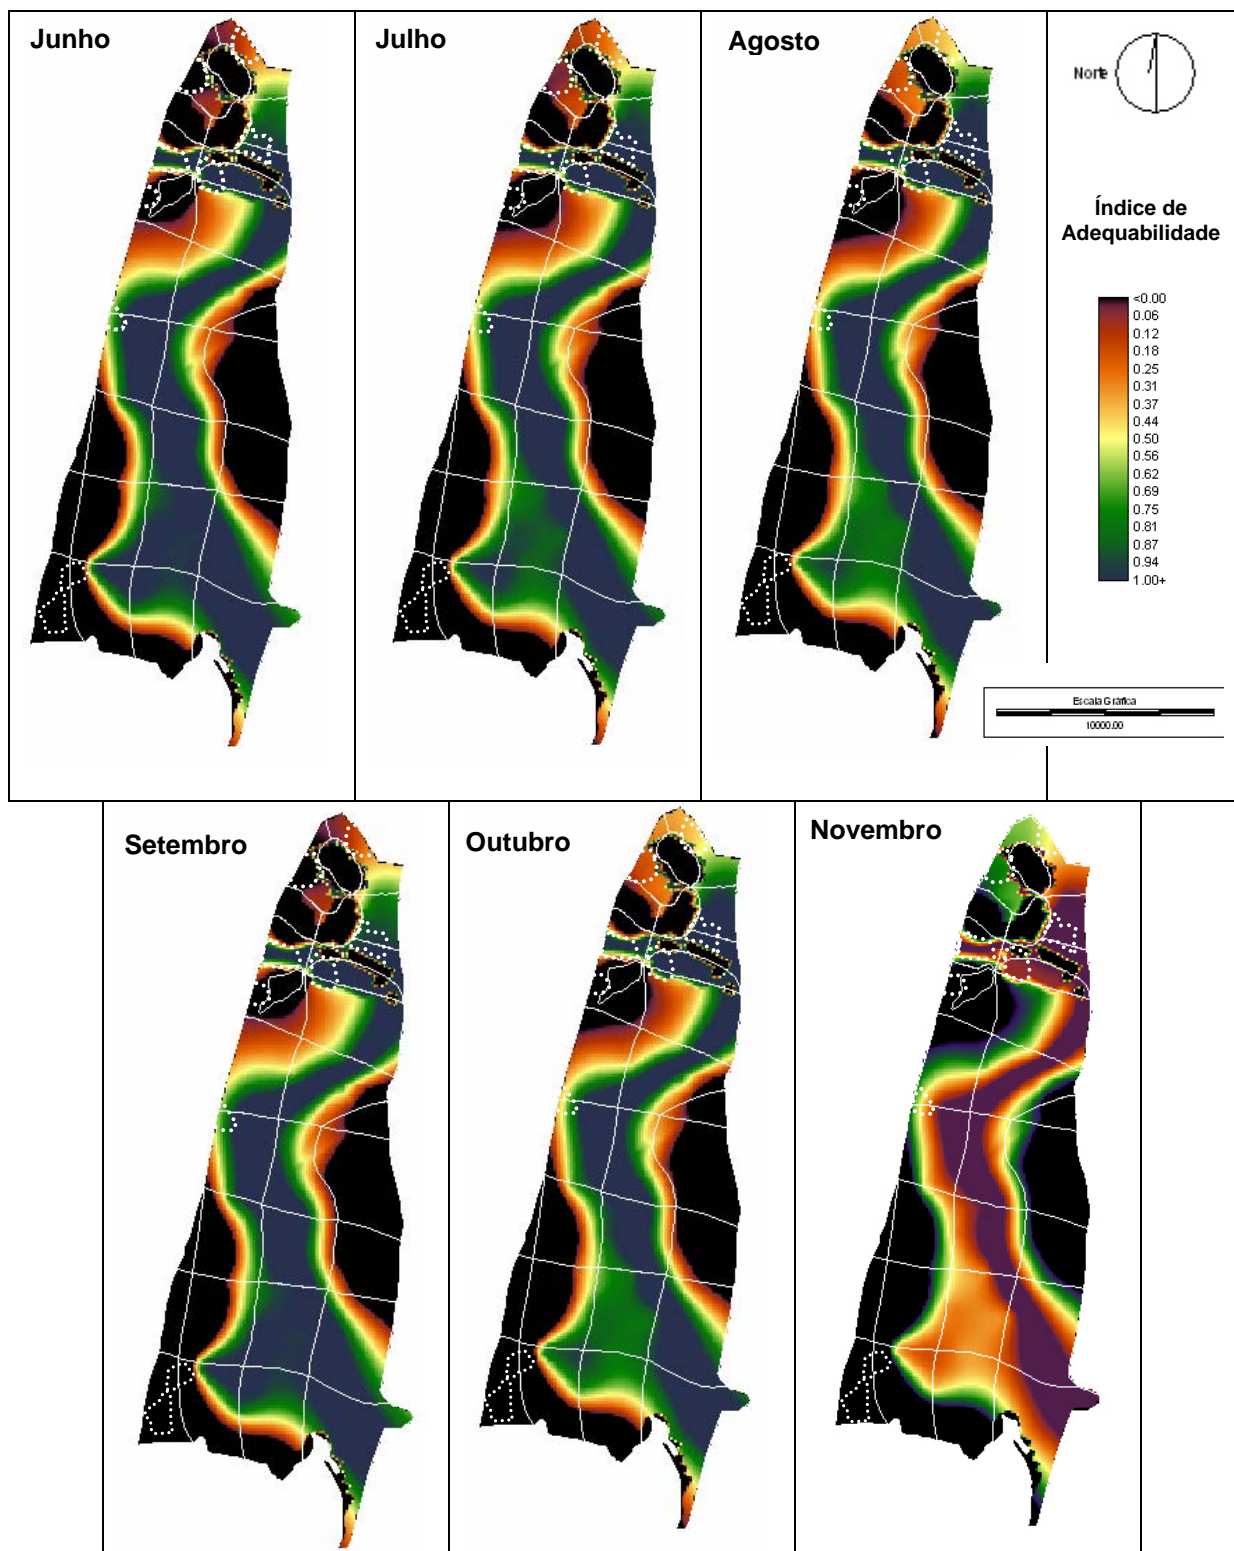 Junho
Julho
Agosto
Norte
Índice de
Adequabilidade
<0.00
0.06
0.12
0.18
0.25
0.31
0.37
0.44
0.50
0.56
0.62
0.69
0.75
0.81
0.87
0.94
1.00+
Escala Gráfica
10000.00
Setembro
Outubro
Novembro